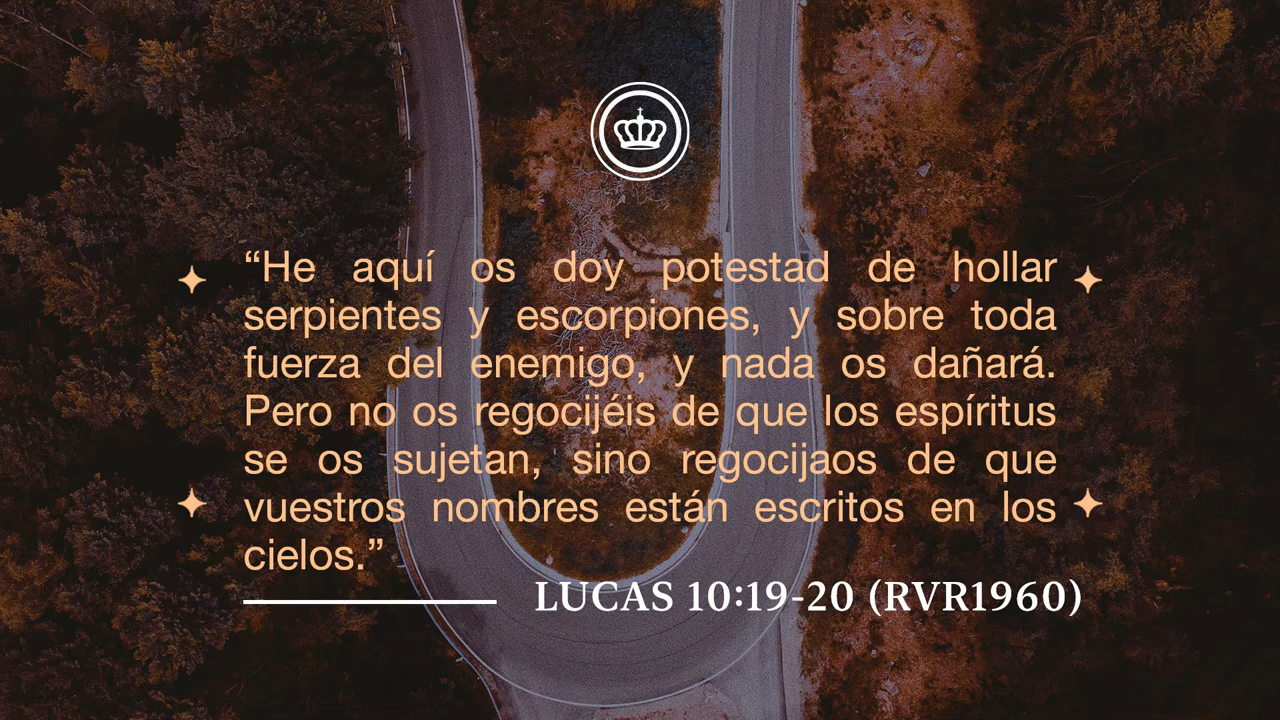 “He aquí os doy potestad de hollar
serpientes y escorpiones, y sobre toda
fuerza del enemigo, y nada os dañará.
Pero no os regocijéis de que los espíritus
se os sujetan, sino regocijaos de que
vuestros nombres están escritos en los
cielos.”
LUCAS 10:19-20 (RVR1960)